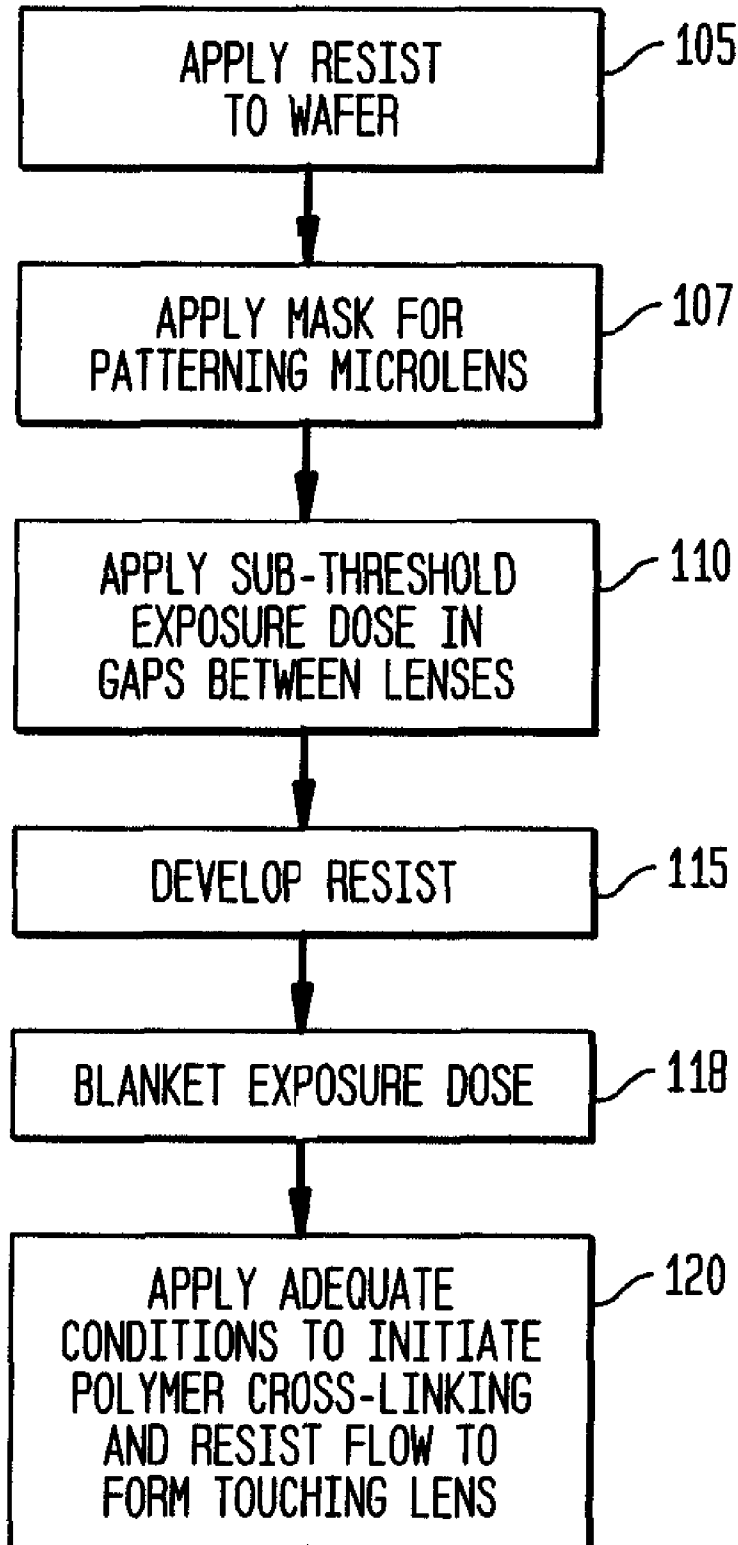 APPLY RESIST
TO WAFER
105
APPLY MASK FOR
PATTERNING MICROLENS
107
APPLY SUB-THRESHOLD
EXPOSURE DOSE IN
GAPS BETWEEN LENSES
110
DEVELOP RESIST
115
BLANKET EXPOSURE DOSE
118
APPLY ADEQUATE
CONDITIONS TO INITIATE
POLYMER CROSS-LINKING
AND RESIST FLOW TO
FORM TOUCHING LENS
120